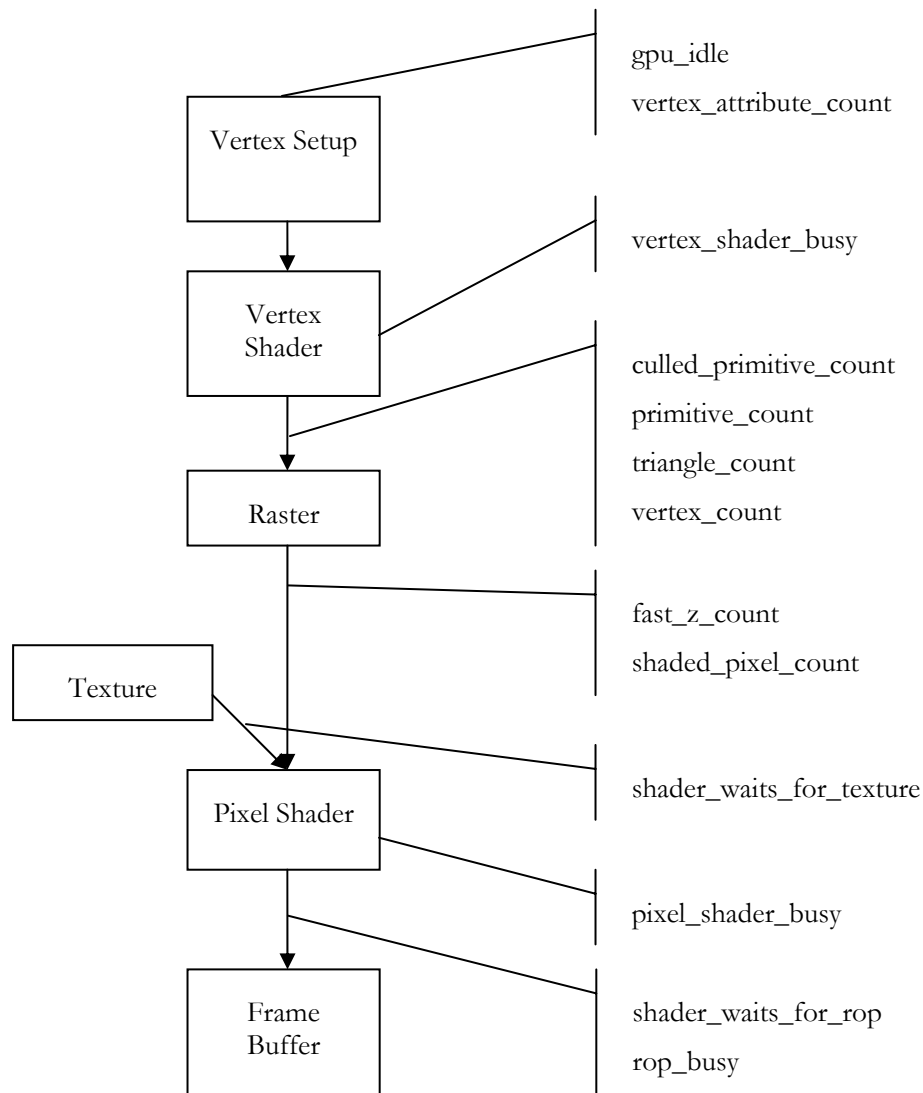 gpu_idle
vertex_attribute_count
Vertex Setup
vertex_shader_busy
Vertex
Shader
culled_primitive_count
primitive_count
triangle_count
vertex_count
Raster
fast_z_count
shaded_pixel_count
Texture
shader_waits_for_texture
Pixel Shader
pixel_shader_busy
Frame
Buffer
shader_waits_for_rop
rop_busy